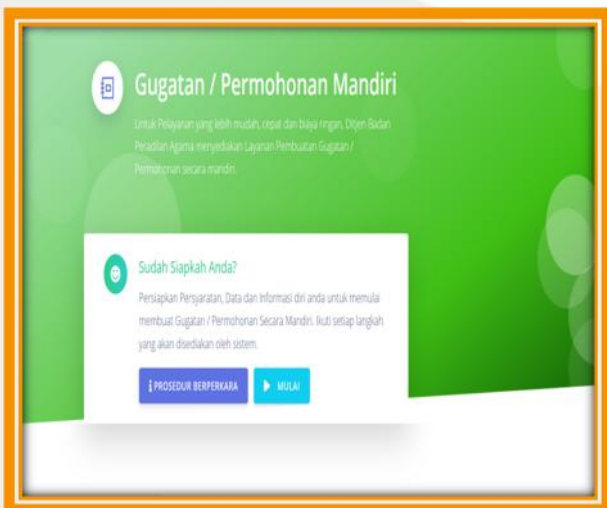 Gugatan / Permohonan Mandiri
Untuk Pelayanan yang lebih mudah, cepat dan biaya ringan, Ditjen Badan
Peradilan Agama menyediakan Layanan Pembuatan Gugatan /
Permohonan secara mandiri.
Sudah Siapkah Anda?
Persiapkan Persyaratan, Data dan Informasi diri anda untuk memulai
membuat Gugatan / Permohonan Secara Mandiri. Ikuti setiap langkah
yang akan disediakan oleh sistem.
PROSEDUR BERPERKARA MULAI